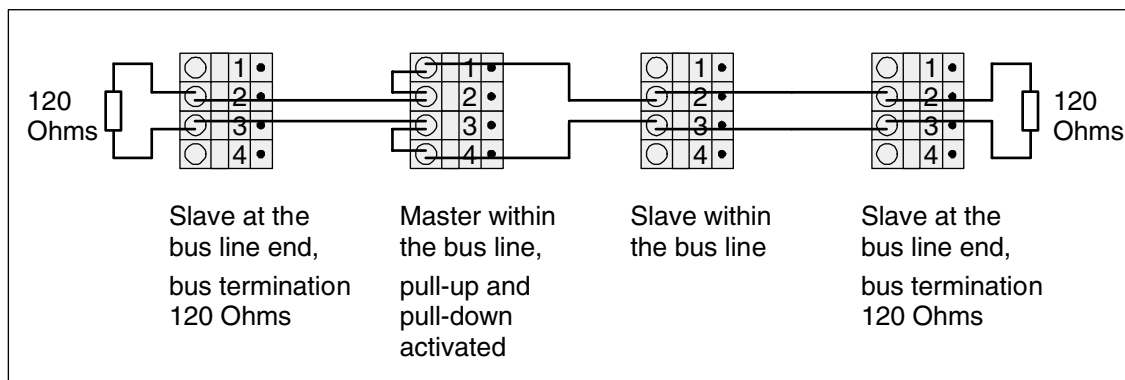 120
Ohms
1
2
3
4
1
2
3
4
1
2
3
4
1
2
3
4
120
Ohms
Slave at the
bus line end,
bus termination
120 Ohms
Master within
the bus line,
pull-up and
pull-down
activated
Slave within
the bus line
Slave at the
bus line end,
bus termination
120 Ohms